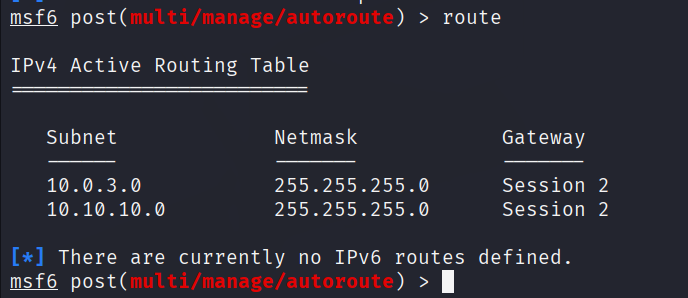 msf6 post(multi/manage/autoroute) > route
IPv4 Active Routing Table
=========================
Subnet Netmask Gateway
------ ------- -------
10.0.3.0 255.255.255.0 Session 2
10.10.10.0 255.255.255.0 Session 2
[*] There are currently no IPv6 routes defined.
msf6 post(multi/manage/autoroute) >